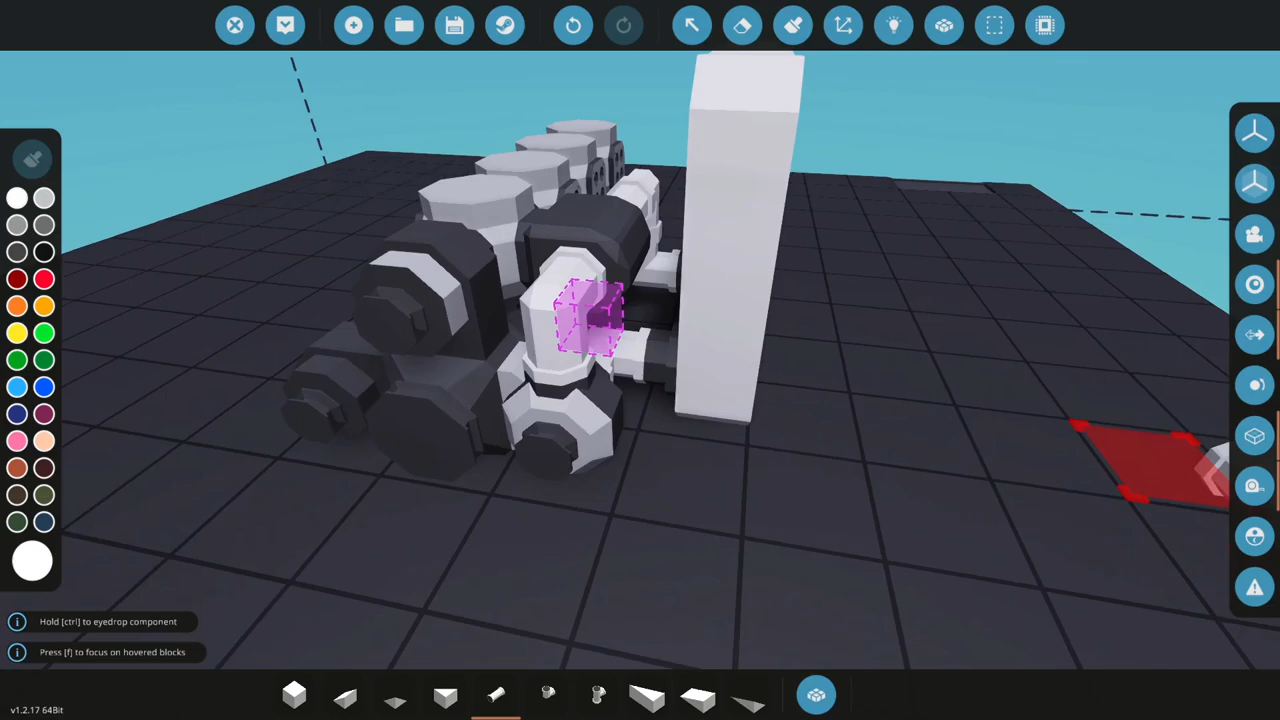 Hold [ctrl] to eyedrop component
Press [f] to focus on hovered blocks
v1.2.17 64Bit